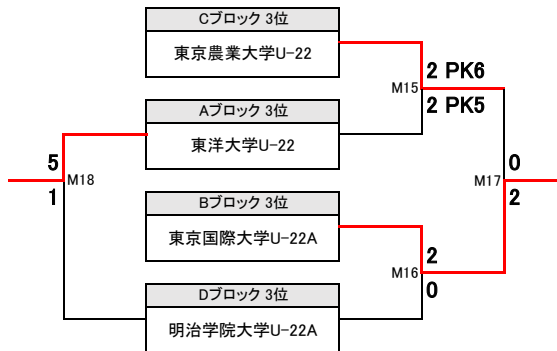 Cブロック 3位
東京農業大学U-22
2 PK6
M15
2 PK5
Aブロック 3位
東洋大学U-22
5
M18
1
0
M17
2
Bブロック 3位
東京国際大学U-22A
2
M16
0
Dブロック 3位
明治学院大学U-22A